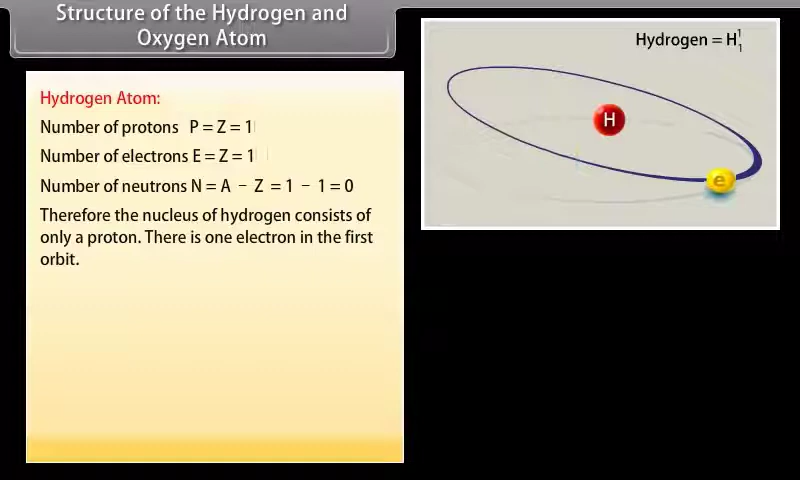 Structure of the Hydrogen and
Oxygen Atom
Hydrogen Atom:
Number of protons P = Z = 1
Number of electrons E = Z = 1
Number of neutrons N = A - Z = 1 - 1 = 0
Therefore the nucleus of hydrogen consists of
only a proton. There is one electron in the first
orbit.
Hydrogen = H¹₁
H
e